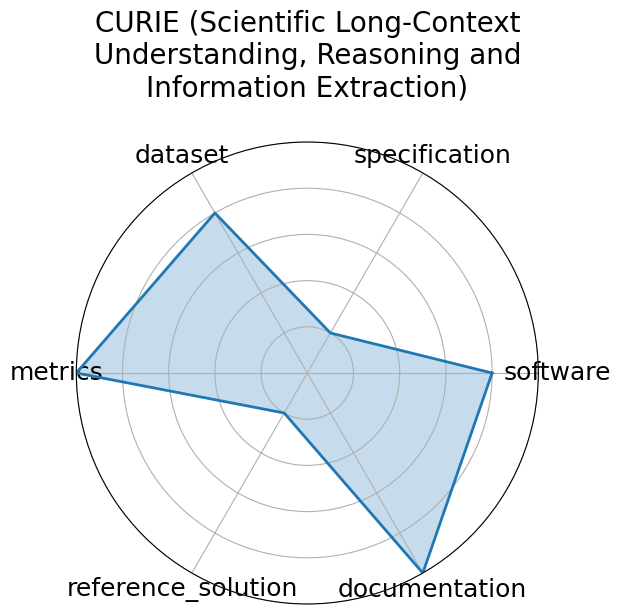 CURIE (Scientific Long-Context
Understanding, Reasoning and
Information Extraction)
dataset
specification
metrics
software
reference_solution
documentation